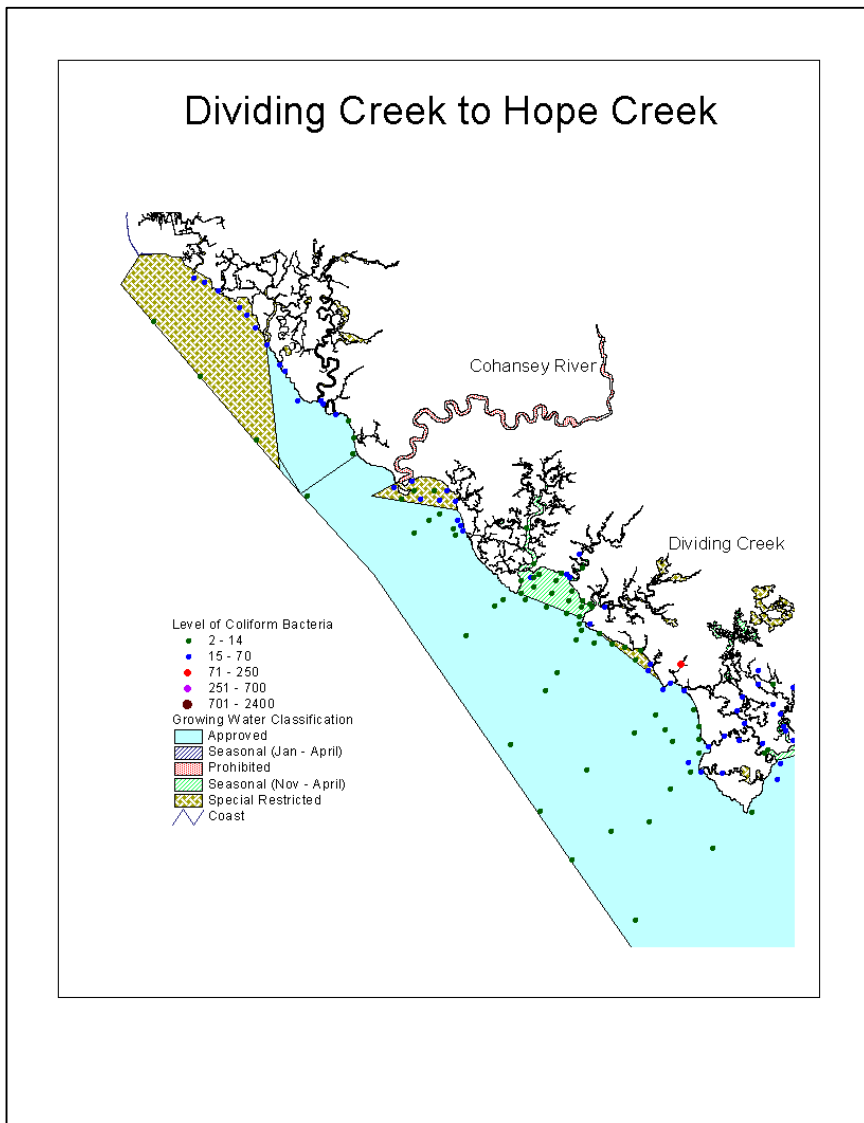 Dividing Creek to Hope Creek
Cohansey River
Dividing Creek
Level of Coliform Bacteria
2 - 14
15 - 70
71 - 250
251 - 700
701 - 2400
Growing Water Classification
Approved
Seasonal (Jan - April)
Prohibited
Seasonal (Nov - April)
Special Restricted
Coast